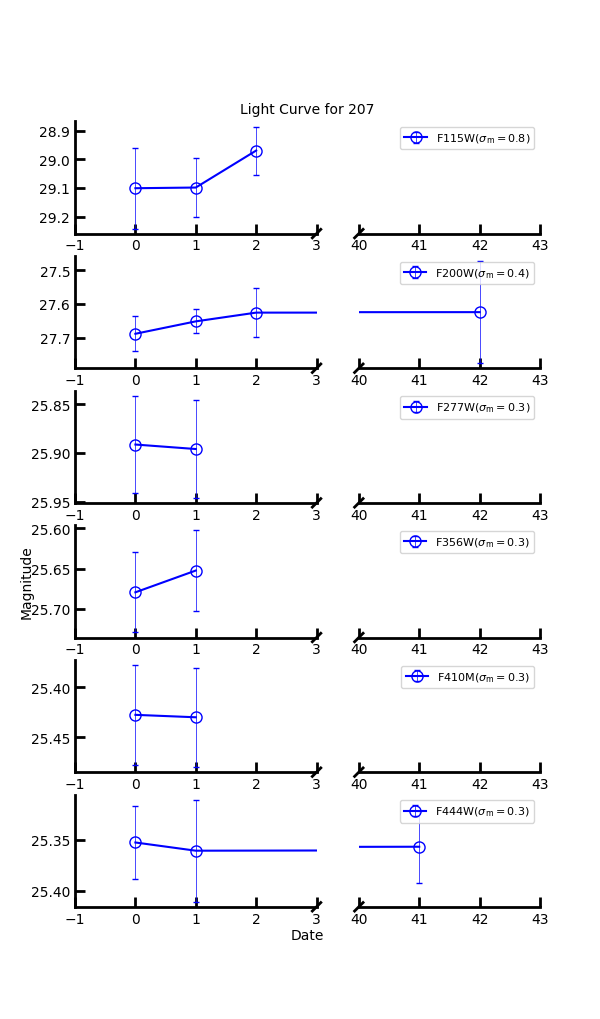 Light Curve for 207
28.9
29.0
29.1
29.2
F115W(σm = 0.8)
−1 0 1 2 3 40 41 42 43
27.5
27.6
27.7
F200W(σm = 0.4)
−1 0 1 2 3 40 41 42 43
25.85
25.90
25.95
F277W(σm = 0.3)
−1 0 1 2 3 40 41 42 43
Magnitude
25.60
25.65
25.70
F356W(σm = 0.3)
−1 0 1 2 3 40 41 42 43
25.40
25.45
F410M(σm = 0.3)
−1 0 1 2 3 40 41 42 43
25.35
25.40
F444W(σm = 0.3)
−1 0 1 2 3 40 41 42 43
Date